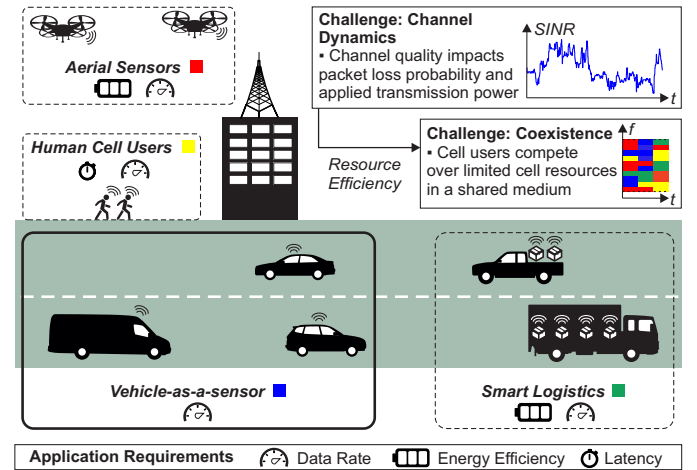 Challenge: Channel
Dynamics
▪ Channel quality impacts
packet loss probability and
applied transmission power
SINR
t
Aerial Sensors
Human Cell Users
Resource
Efficiency
Challenge: Coexistence
▪ Cell users compete
over limited cell resources
in a shared medium
f
t
Vehicle-as-a-sensor
Smart Logistics
Application Requirements Data Rate Energy Efficiency Latency